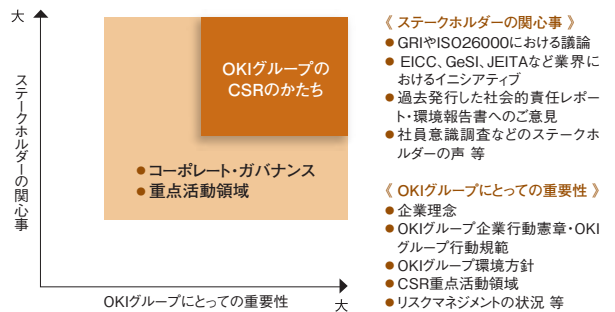 大
ステークホルダーの関心事
OKIグループの
CSRのかたち
●コーポレート・ガバナンス
●重点活動領域
OKIグループにとっての重要性
大
《 ステークホルダーの関心事 》
●GRIやISO26000における議論
●EICC、GeSI、JEITAなど業界に
おけるイニシアティブ
●過去発行した社会的責任レポー
ト・環境報告書へのご意見
●社員意識調査などのステークホ
ルダーの声 等
《 OKIグループにとっての重要性 》
●企業理念
●OKIグループ企業行動憲章・OKI
グループ行動規範
●OKIグループ環境方針
●CSR重点活動領域
●リスクマネジメントの状況 等